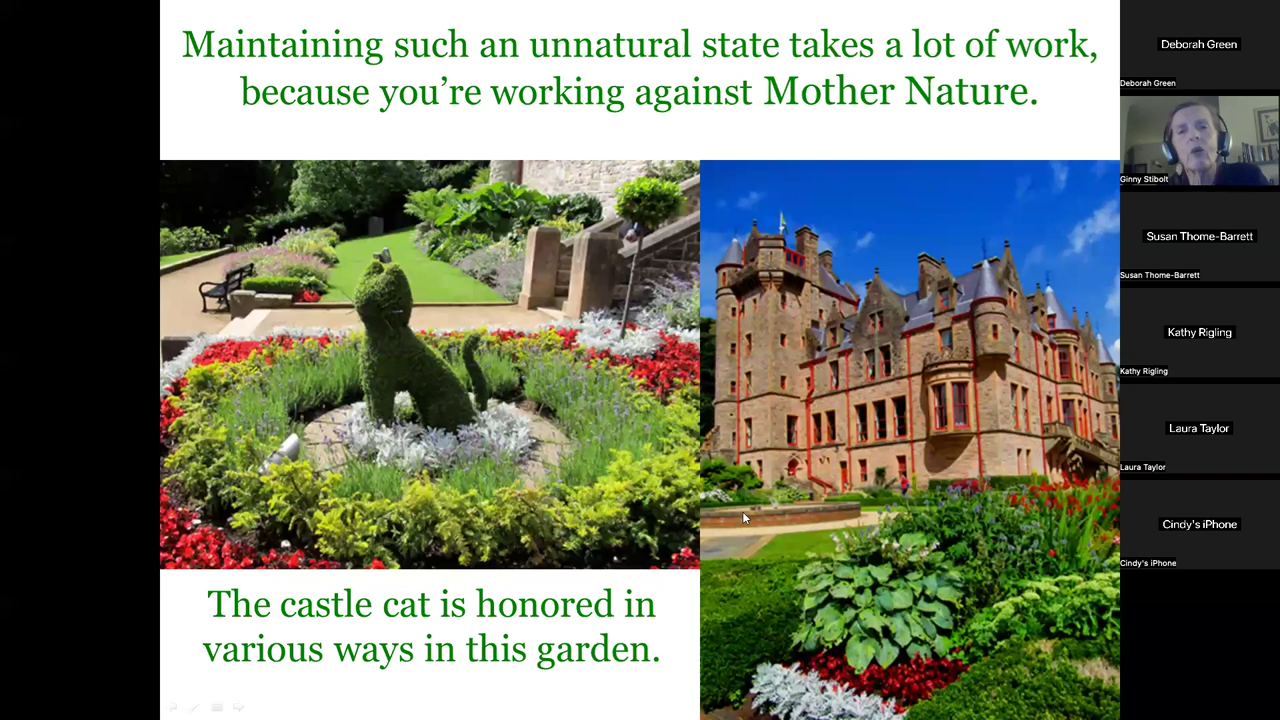 Maintaining such an unnatural state takes a lot of work,
because you’re working against Mother Nature.
The castle cat is honored in
various ways in this garden.
Deborah Green
Deborah Green
Ginny Stibolt
Susan Thome-Barrett
Susan Thome-Barrett
Kathy Rigling
Kathy Rigling
Laura Taylor
Laura Taylor
Cindy's iPhone
Cindy's iPhone